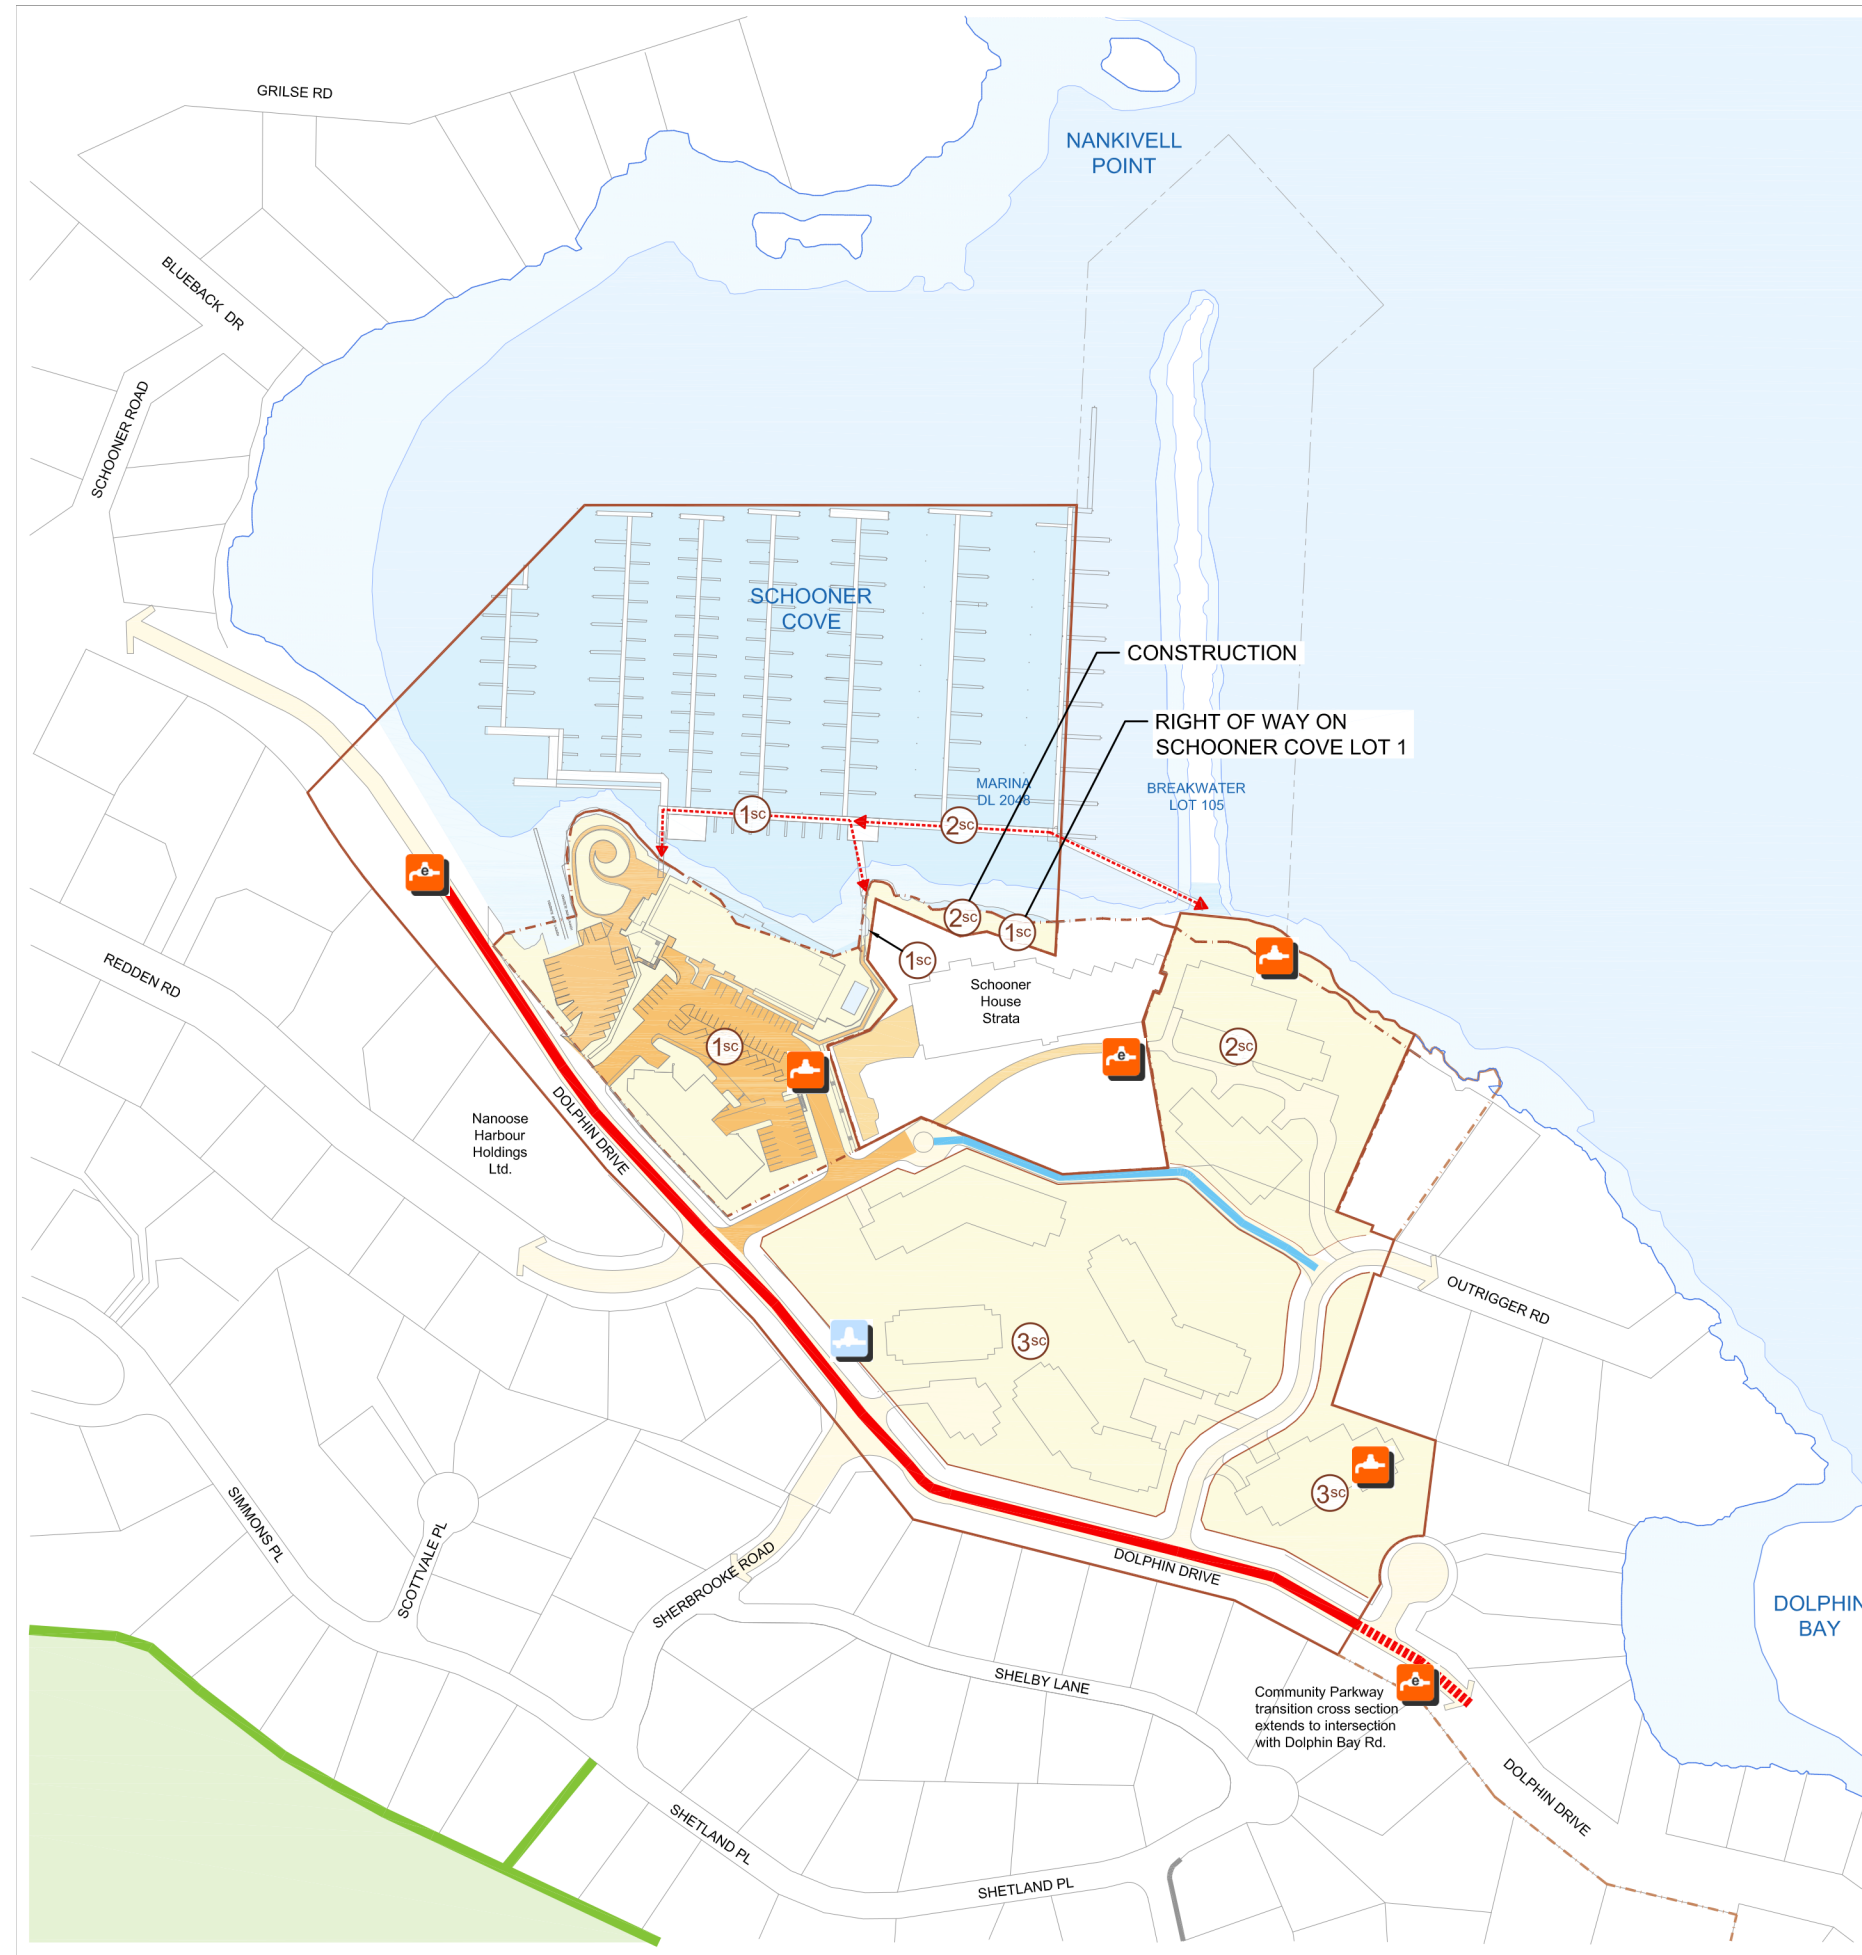 GRILSE RD
NANKIVELL
POINT
BLUEBACK DR
SCHOONER ROAD
SCHOONER
COVE
CONSTRUCTION
RIGHT OF WAY ON
SCHOONER COVE LOT 1
MARINA
DL 2048
BREAKWATER
LOT 105
1sc
2sc
e
2sc
1sc
1sc
REDDEN RD
Schooner
House
Strata
1sc
2sc
e
DOLPHIN DRIVE
Nanoose
Harbour
Holdings
Ltd.
OUTRIGGER RD
3sc
3sc
SIMMONS PL
SCOTTVALE PL
SHERBROOKE ROAD
DOLPHIN DRIVE
DOLPHIN
BAY
SHELBY LANE
e
Community Parkway
transition cross section
extends to intersection
with Dolphin Bay Rd.
DOLPHIN DRIVE
SHETLAND PL
SHETLAND PL